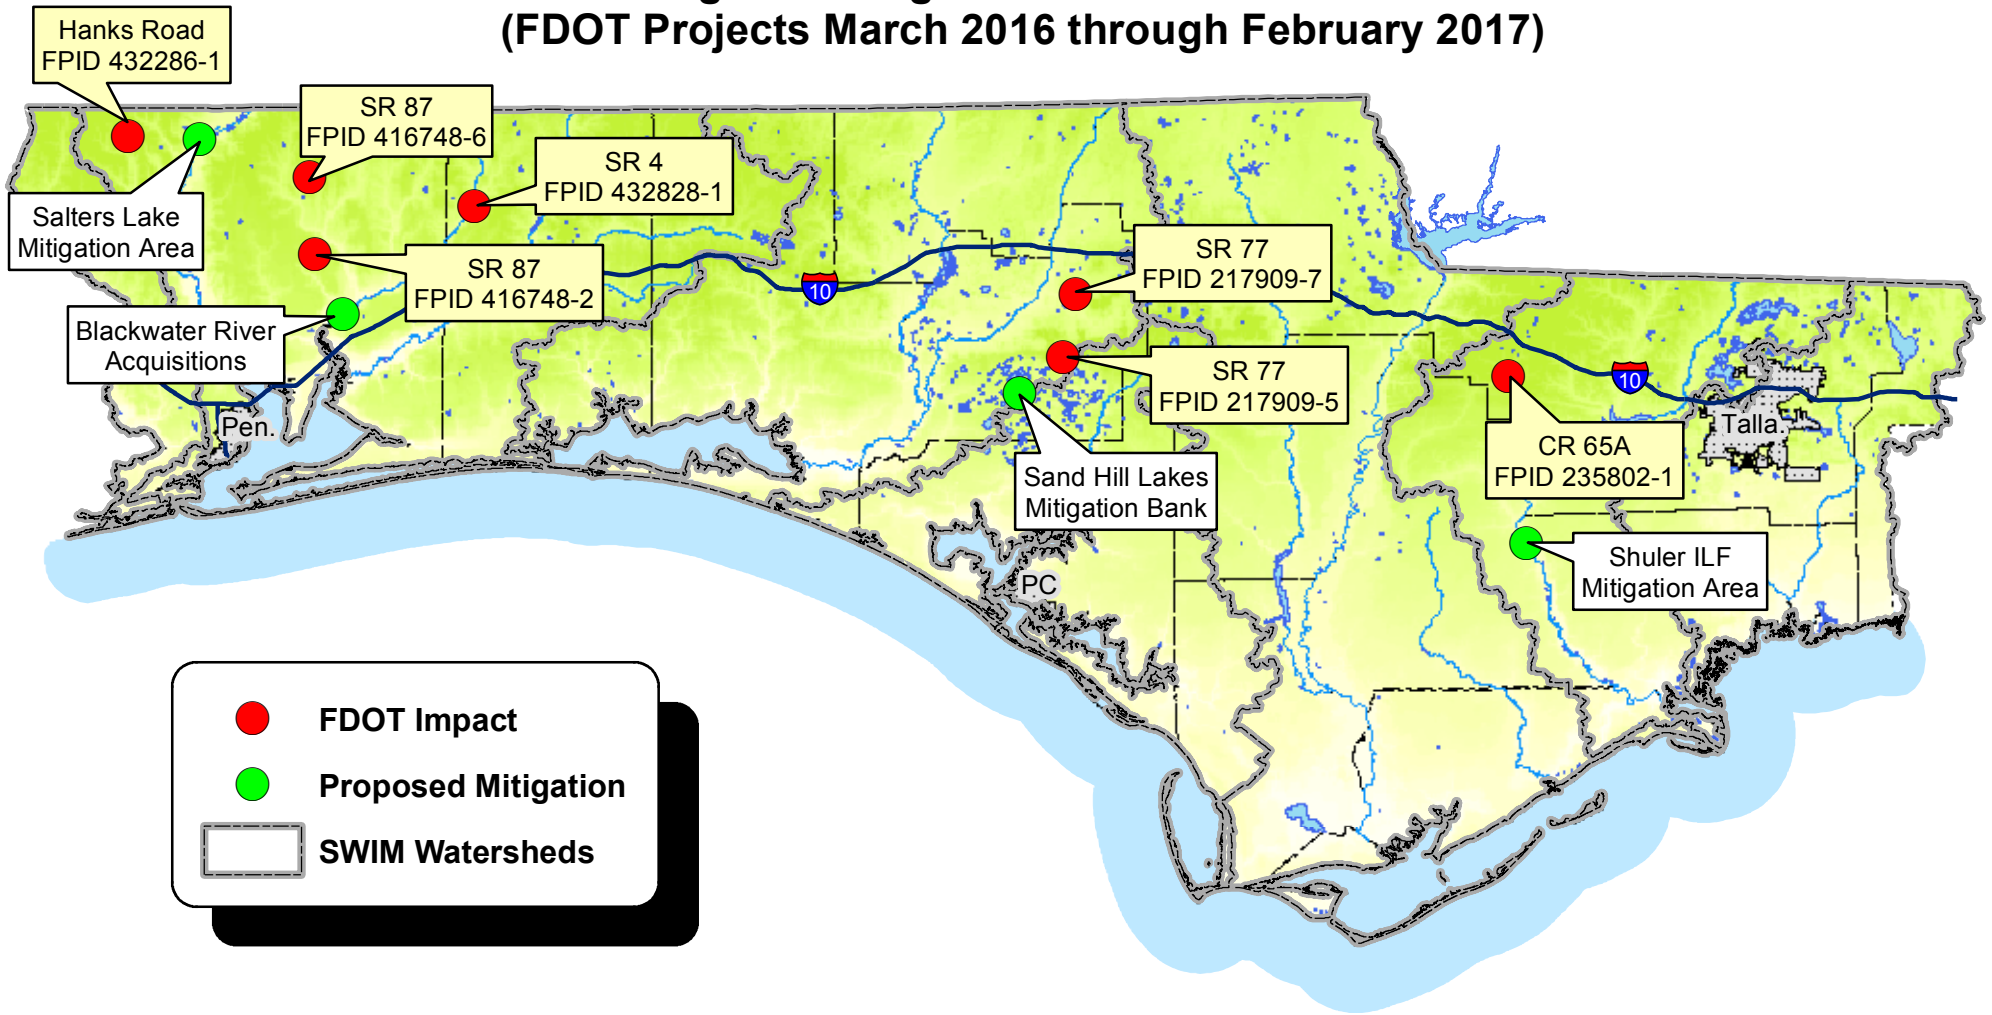 (FDOT Projects March 2016 through February 2017)
Hanks Road
FPID 432286-1
SR 87
FPID 416748-6
SR 4
FPID 432828-1
Salters Lake
Mitigation Area
SR 87
FPID 416748-2
SR 77
FPID 217909-7
10
Blackwater River
Acquisitions
SR 77
FPID 217909-5
10
Pen.
Talla.
CR 65A
FPID 235802-1
Sand Hill Lakes
Mitigation Bank
Shuler ILF
Mitigation Area
PC
FDOT Impact
Proposed Mitigation
SWIM Watersheds